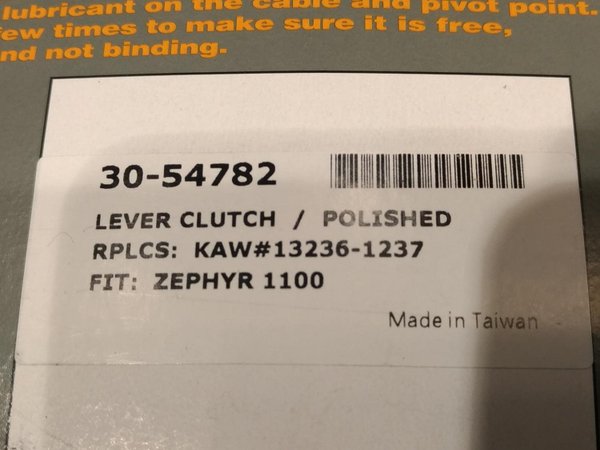 lubricant on the cable and pivot point.
few times to make sure it is free,
nd not binding.
30-54782
LEVER CLUTCH / POLISHED
RPLCS: KAW#13236-1237
FIT: ZEPHYR 1100
Made in Taiwan